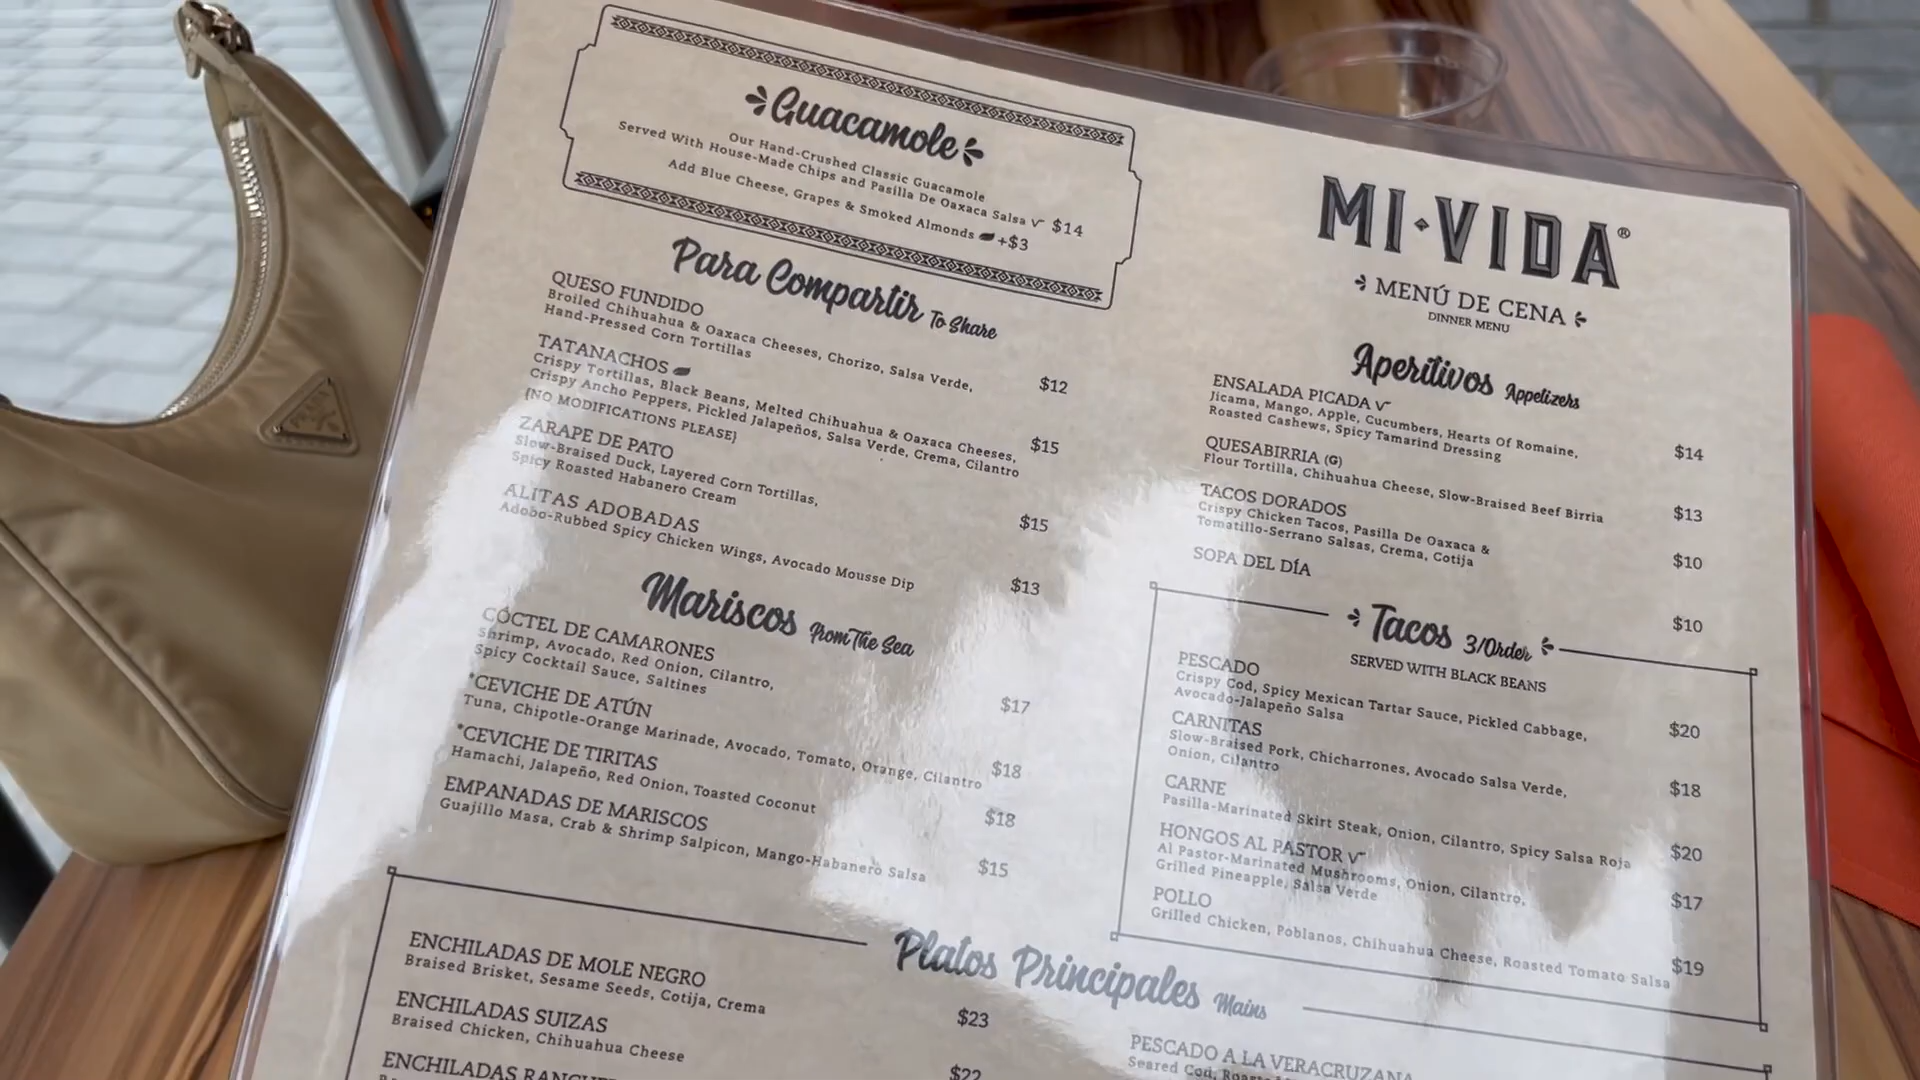 Guacamole
Our Hand-Crushed Classic Guacamole
Served With House-Made Chips and Pasilla De Oaxaca Salsa $14
Add Blue Cheese, Grapes & Smoked Almonds +$3
Para Compartir To Share
QUESO FUNDIDO
Broiled Chihuahua & Oaxaca Cheeses, Chorizo, Salsa Verde,
Hand-Pressed Corn Tortillas
$12
TATANACHOS
Crispy Tortillas, Black Beans, Melted Chihuahua & Oaxaca Cheeses,
Crispy Ancho Peppers, Pickled Jalapeños, Salsa Verde, Crema, Cilantro
{NO MODIFICATIONS PLEASE}
$15
ZARAPE DE PATO
Slow-Braised Duck, Layered Corn Tortillas,
Spicy Roasted Habanero Cream
$15
ALITAS ADOBADAS
Adobo-Rubbed Spicy Chicken Wings, Avocado Mousse Dip
$13
Mariscos From The Sea
CÓCTEL DE CAMARONES
Shrimp, Avocado, Red Onion, Cilantro,
Spicy Cocktail Sauce, Saltines
$17
*CEVICHE DE ATÚN
Tuna, Chipotle-Orange Marinade, Avocado, Tomato, Orange, Cilantro
$18
*CEVICHE DE TIRITAS
Hamachi, Jalapeño, Red Onion, Toasted Coconut
$18
EMPANADAS DE MARISCOS
Guajillo Masa, Crab & Shrimp Salpicon, Mango-Habanero Salsa
$15
MI VIDA®
MENÚ DE CENA
DINNER MENU
Aperitivos Appetizers
ENSALADA PICADA
Jicama, Mango, Apple, Cucumbers, Hearts Of Romaine,
Roasted Cashews, Spicy Tamarind Dressing
$14
QUESABIRRIA (G)
Flour Tortilla, Chihuahua Cheese, Slow-Braised Beef Birria
$13
TACOS DORADOS
Crispy Chicken Tacos, Pasilla De Oaxaca &
Tomatillo-Serrano Salsas, Crema, Cotija
$10
SOPA DEL DÍA
$10
Tacos 3/Order
SERVED WITH BLACK BEANS
PESCADO
Crispy Cod, Spicy Mexican Tartar Sauce, Pickled Cabbage,
Avocado-Jalapeño Salsa
$20
CARNITAS
Slow-Braised Pork, Chicharrones, Avocado Salsa Verde,
Onion, Cilantro
$18
CARNE
Pasilla-Marinated Skirt Steak, Onion, Cilantro, Spicy Salsa Roja
$20
HONGOS AL PASTOR
Al Pastor-Marinated Mushrooms, Onion, Cilantro,
Grilled Pineapple, Salsa Verde
$17
POLLO
Grilled Chicken, Poblanos, Chihuahua Cheese, Roasted Tomato Salsa
$19
Platos Principales Mains
ENCHILADAS DE MOLE NEGRO
Braised Brisket, Sesame Seeds, Cotija, Crema
$23
ENCHILADAS SUIZAS
Braised Chicken, Chihuahua Cheese
$22
ENCHILADAS
PESCADO A LA VERACRUZANA
Seared Cod,
PRADA